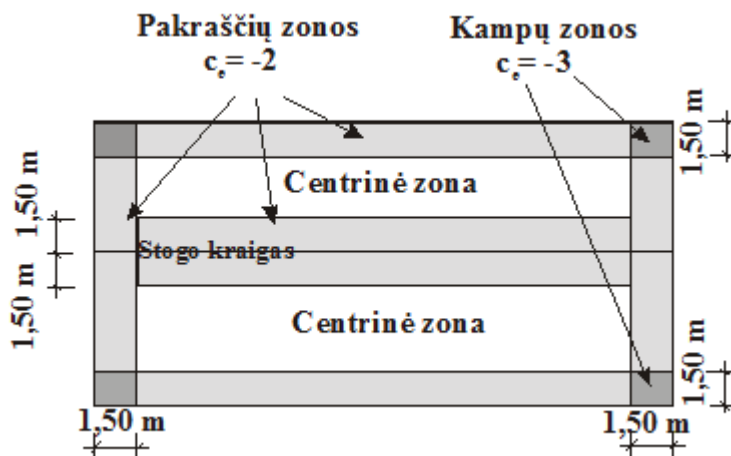 Pakraščių zonos
cₑ= -2
Kampų zonos
cₑ= -3
1,50 m
Centrinė zona
1,50 m
Stogo kraigas
1,50 m
Centrinė zona
1,50 m
1,50 m
1,50 m